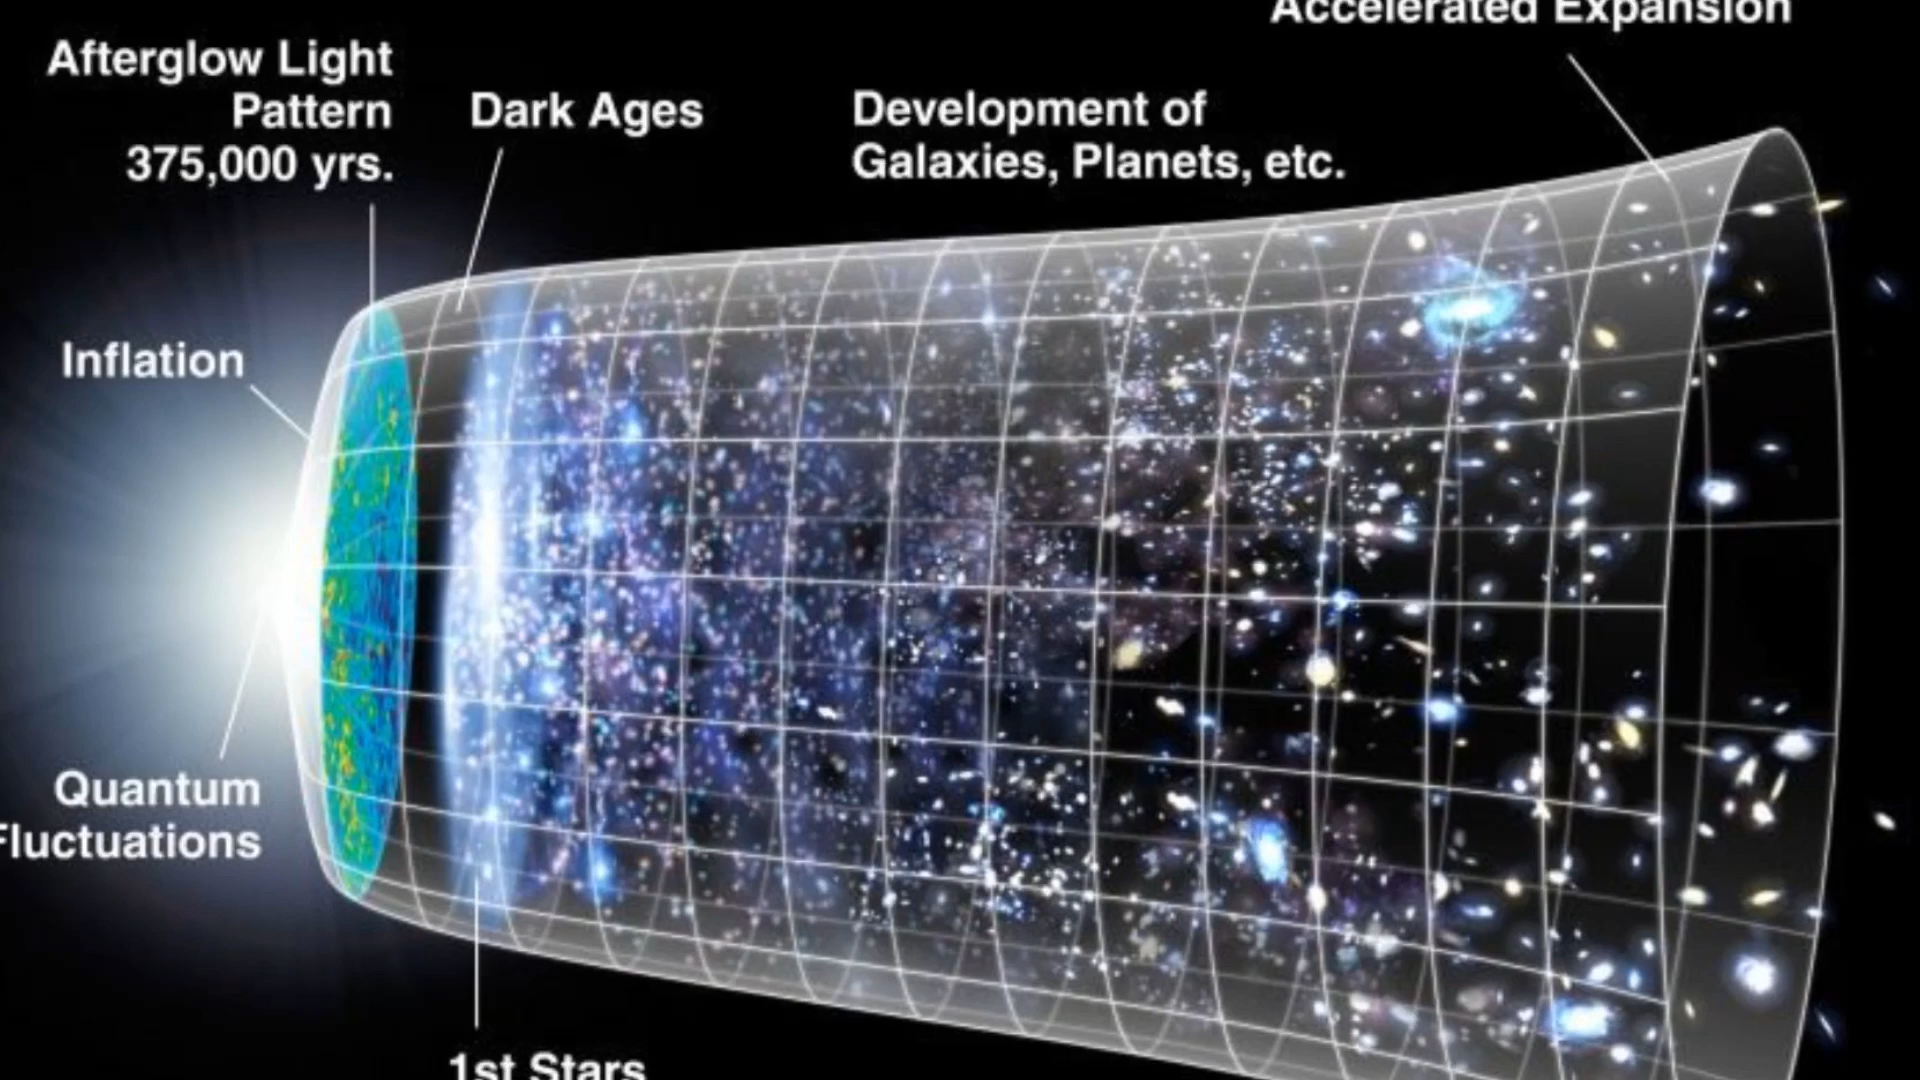 Accelerated Expansion
Afterglow Light
Pattern
375,000 yrs.
Dark Ages
Development of
Galaxies, Planets, etc.
Inflation
Quantum
Fluctuations
1st Stars